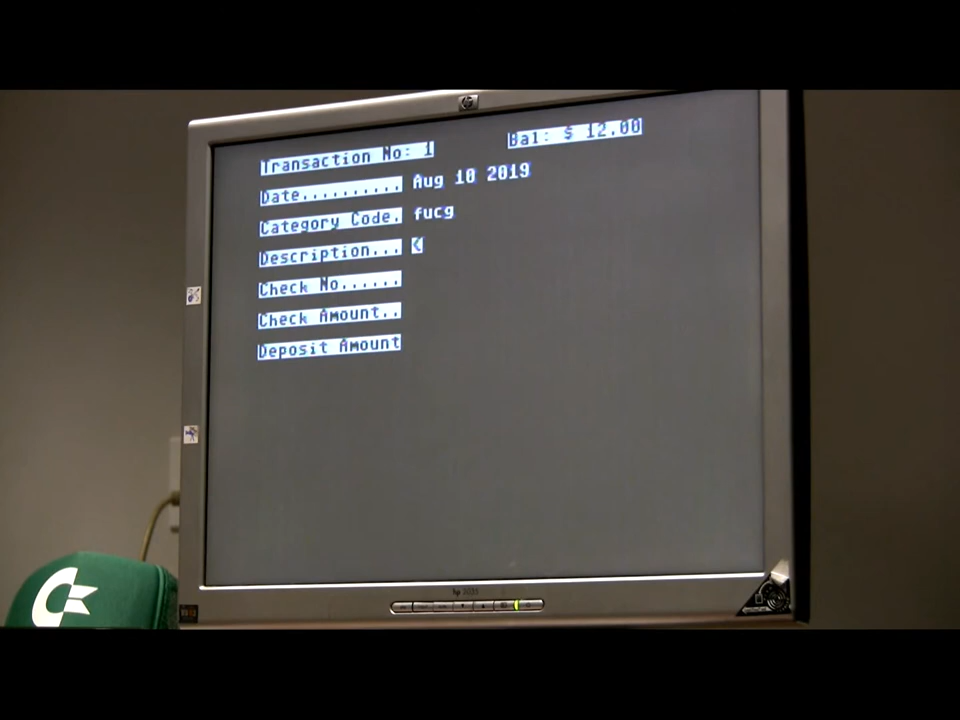 hp
Transaction No: 1 Bal: $ 12.00
Date.......... Aug 10 2019
Category Code. fucg
Description...
Check No......
Check Amount..
Deposit Amount